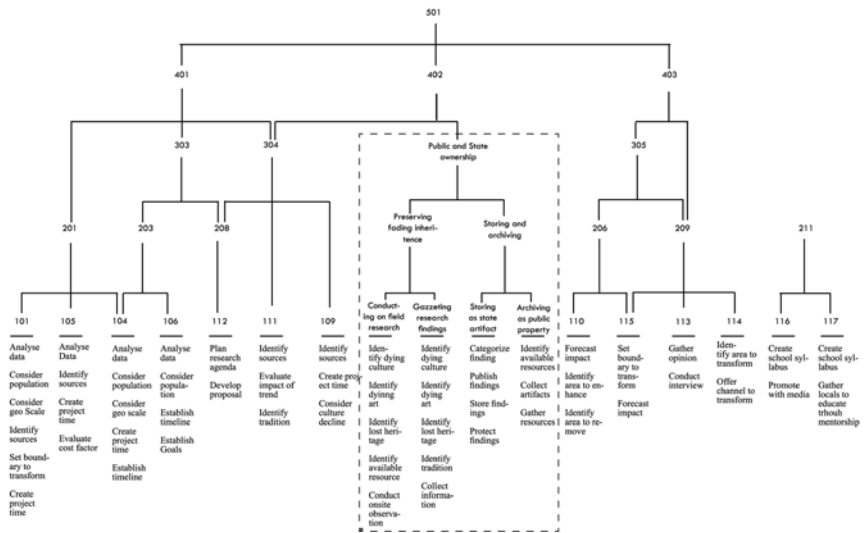 501
401
402
403
303
304
Public and State
ownership
305
201
203
208
Preserving
fading inheri-
tence
Storing and
archiving
206
209
211
101
Analyse
data
Consider
population
Consider
geo Scale
Identify
sources
Set bound-
ary to
transform
Create
project
time
105
Analyse
Data
Identify
sources
Create
project
time
Evaluate
cost factor
104
Analyse
data
Consider
population
Consider
geo scale
Create
project
time
Establish
timeline
106
Analyse
data
Consider
popula-
tion
Establish
timeline
Establish
Goals
112
Plan
research
agenda
Develop
proposal
111
Identify
sources
Evaluate
impact of
trend
Identify
tradition
109
Identify
sources
Create proj-
ect time
Consider
culture
decline
Conduct-
ing on field
research
Iden-
tify dying
culture
Identify
dying
art
Identify
lost heri-
tage
Identify
available
resource
Conduct
onsite
observa-
tion
Gazzeting
research
findings
Identify
dying
culture
Identify
dying
art
Identify
lost heri-
tage
Identify
tradition
Collect
informa-
tion
Storing
as state
artifact
Categorize
finding
Publish
findings
Store find-
ings
Protect
findings
Archiving
as public
property
Identify
available
resources
Collect
artifacts
Gather
resources
110
Forecast
impact
Identify
area to en-
hance
Identify
area to re-
move
115
Set
bound-
ary to
trans-
form
Forecast
impact
113
Gather
opinion
Conduct
interview
114
Iden-
tify area to
transform
Offer
channel to
transform
116
Create
school syl-
labus
Promote
with media
117
Create
school syl-
labus
Gather
locals to
educate
trhouh
mentorship